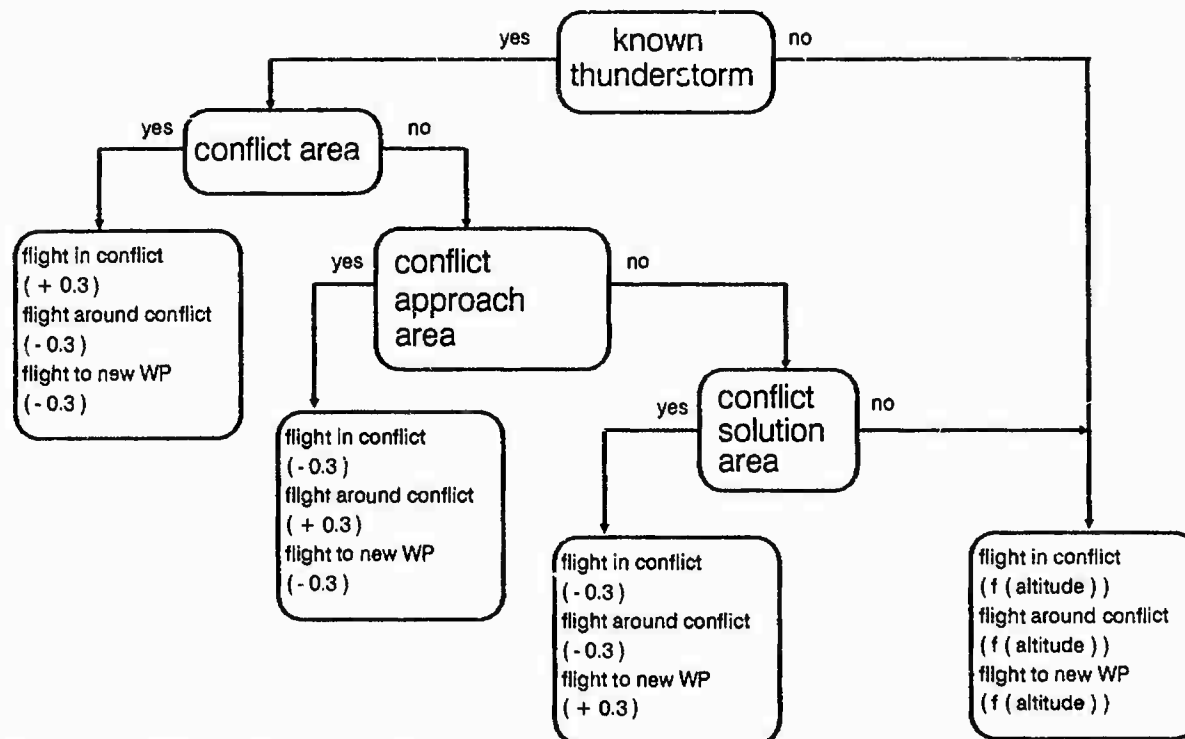 yes
known
thunderstorm
no
yes
conflict area
no
flight in conflict
( + 0.3 )
flight around conflict
( - 0.3 )
flight to new WP
( - 0.3 )
yes
conflict
approach
area
no
flight in conflict
( - 0.3 )
flight around conflict
( + 0.3 )
flight to new WP
( - 0.3 )
yes
conflict
solution
area
no
flight in conflict
( - 0.3 )
flight around conflict
( - 0.3 )
flight to new WP
( + 0.3 )
flight in conflict
( f ( altitude ) )
flight around conflict
( f ( altitude ) )
flight to new WP
( f ( altitude ) )